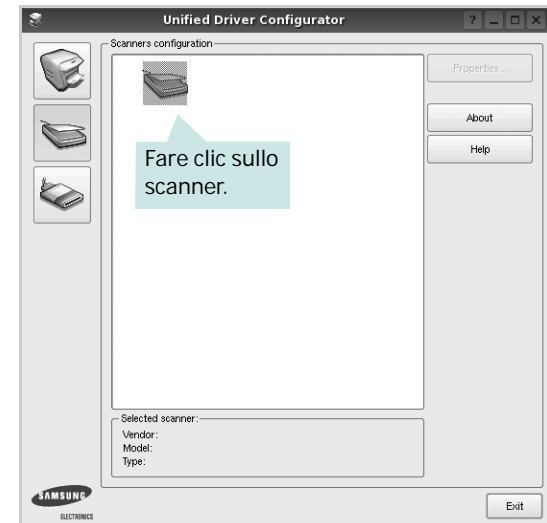 Unified Driver Configurator
Scanners configuration
Properties...
About
Help
Fare clic sullo
scanner.
Selected scanner:
Vendor:
Model:
Type:
SAMSUNG
ELECTRONICS
Exit